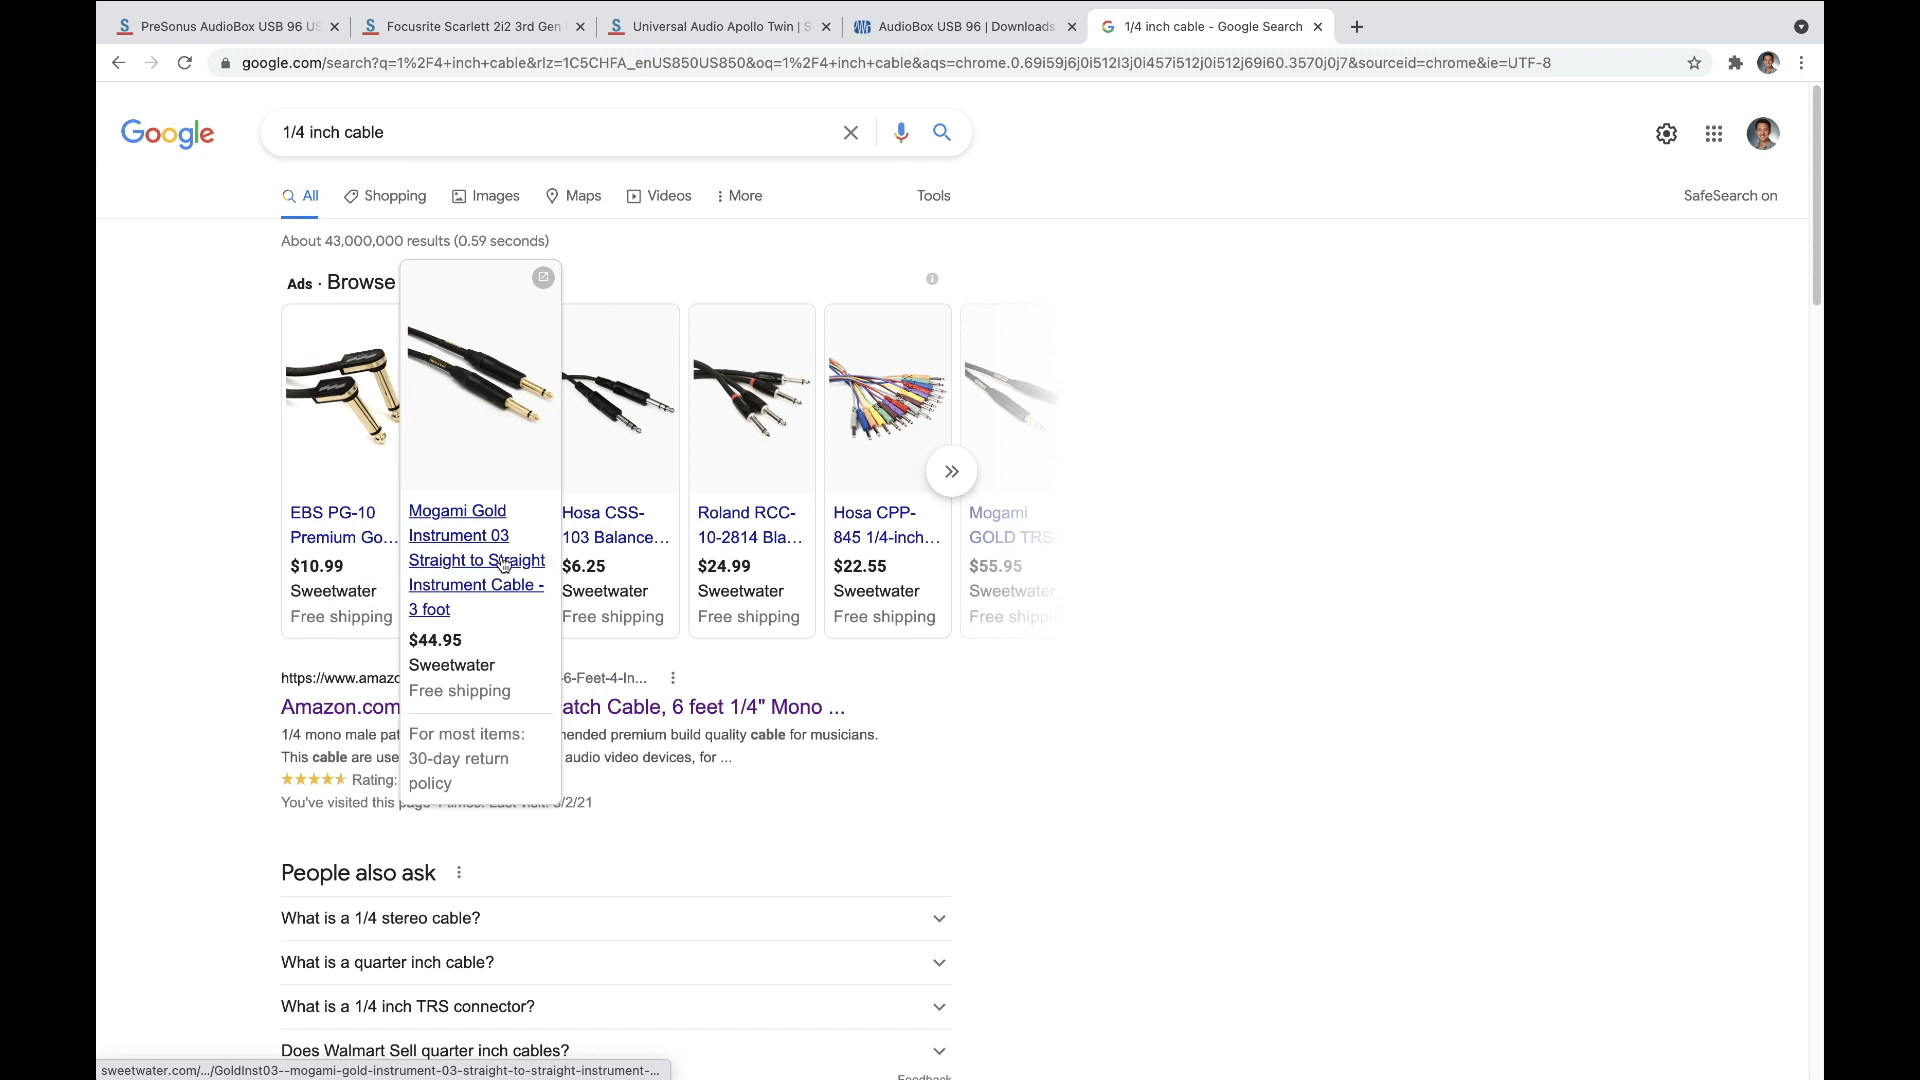 PreSonus AudioBox USB 96 US
Focusrite Scarlett 2i2 3rd Gen
Universal Audio Apollo Twin | S
AudioBox USB 96 | Downloads
1/4 inch cable - Google Search
google.com/search?q=1%2F4+inch+cable&rlz=1C5CHFA_enUS850US850&oq=1%2F4+inch+cable&aqs=chrome.0.69i59j6j0i512l3j0i457i512j0i512j69i60.3570j0j7&sourceid=chrome&ie=UTF-8
Google
1/4 inch cable
All
Shopping
Images
Maps
Videos
More
Tools
SafeSearch on
About 43,000,000 results (0.59 seconds)
Ads · Browse
EBS PG-10
Premium Go...
$10.99
Sweetwater
Free shipping
Mogami Gold
Instrument 03
Straight to Straight
Instrument Cable -
3 foot
$44.95
Sweetwater
Free shipping
For most items:
30-day return
policy
Hosa CSS-
103 Balance...
$6.25
Sweetwater
Free shipping
Roland RCC-
10-2814 Bla...
$24.99
Sweetwater
Free shipping
Hosa CPP-
845 1/4-inch...
$22.55
Sweetwater
Free shipping
Mogami
GOLD TRS-
$55.95
Sweetwater
Free shippin
https://www.amazo -6-Feet-4-In...
Amazon.com atch Cable, 6 feet 1/4" Mono ...
1/4 mono male pat mended premium build quality cable for musicians.
This cable are use audio video devices, for ...
Rating:
You've visited this /2/21
People also ask
What is a 1/4 stereo cable?
What is a quarter inch cable?
What is a 1/4 inch TRS connector?
Does Walmart Sell quarter inch cables?
Feedback
sweetwater.com/.../GoldInst03--mogami-gold-instrument-03-straight-to-straight-instrument-...